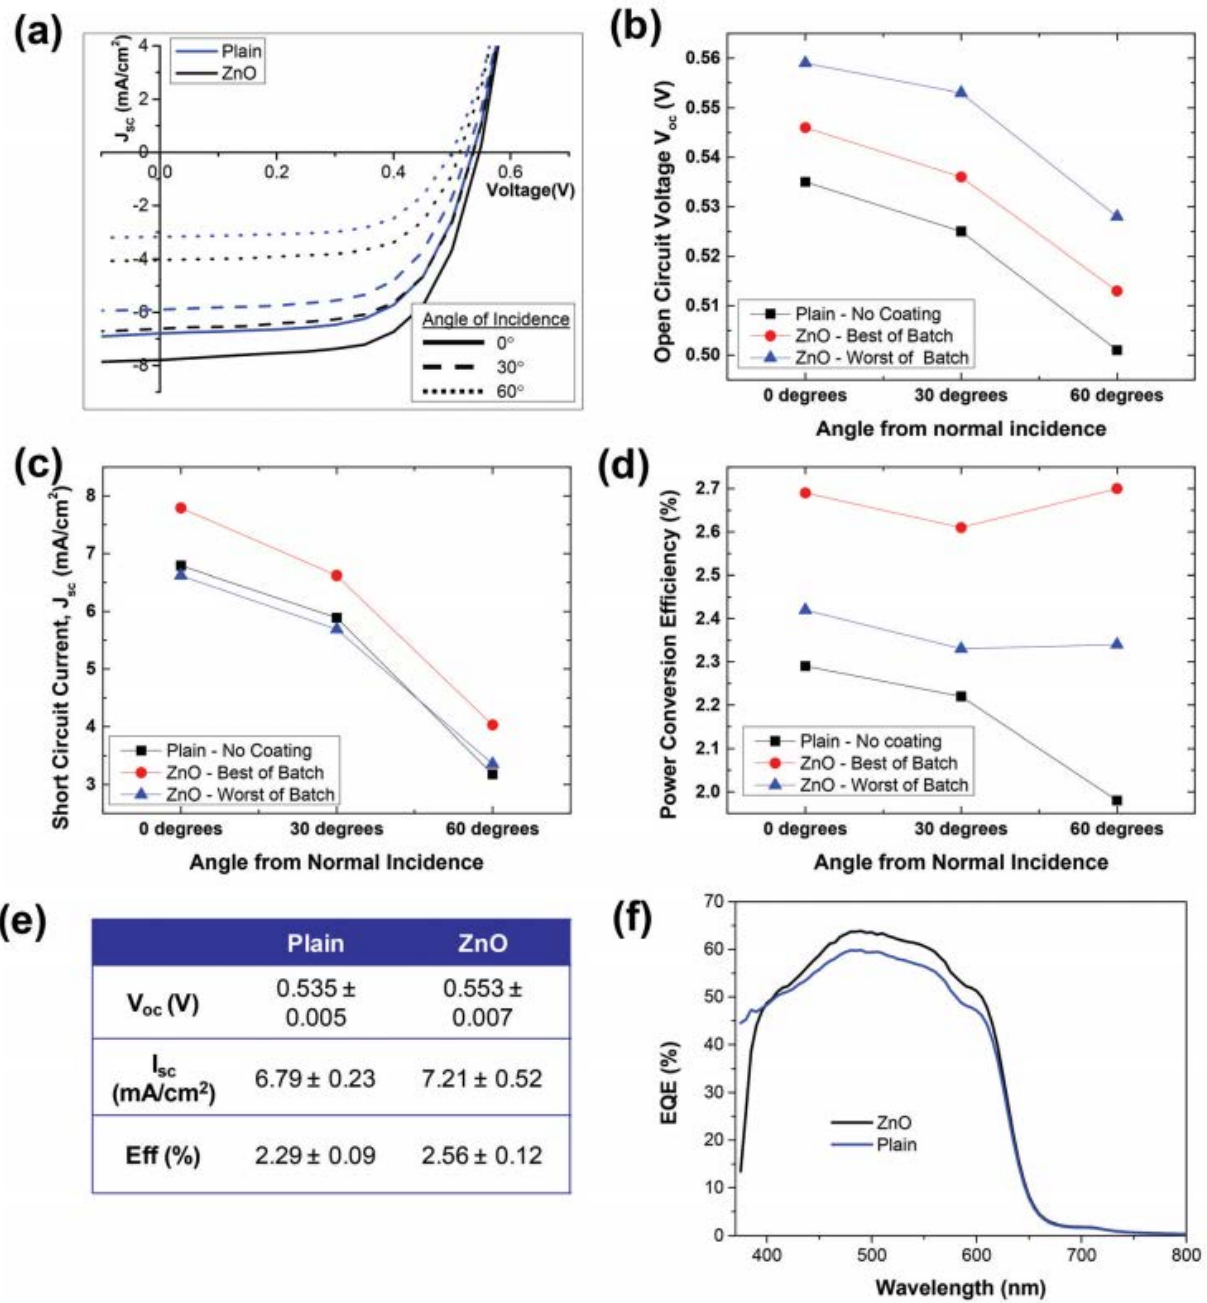 (a)
J_sc (mA/cm²)
Plain
ZnO
4
2
0
-2
-4
-6
-8
0.0
0.2
0.4
0.6
Voltage(V)
Angle of Incidence
0°
30°
60°
(b)
Open Circuit Voltage V_oc (V)
0.56
0.55
0.54
0.53
0.52
0.51
0.50
Plain - No Coating
ZnO - Best of Batch
ZnO - Worst of Batch
0 degrees 30 degrees 60 degrees
Angle from normal incidence
(c)
Short Circuit Current, J_sc (mA/cm²)
8
7
6
5
4
3
Plain - No Coating
ZnO - Best of Batch
ZnO - Worst of Batch
0 degrees 30 degrees 60 degrees
Angle from Normal Incidence
(d)
Power Conversion Efficiency (%)
2.7
2.6
2.5
2.4
2.3
2.2
2.1
2.0
Plain - No coating
ZnO - Best of Batch
ZnO - Worst of Batch
0 degrees 30 degrees 60 degrees
Angle from Normal Incidence
(e)
Plain ZnO
V_oc (V) 0.535 ± 0.005 0.553 ± 0.007
I_sc (mA/cm²) 6.79 ± 0.23 7.21 ± 0.52
Eff (%) 2.29 ± 0.09 2.56 ± 0.12
(f)
EQE (%)
70
60
50
40
30
20
10
0
ZnO
Plain
400 500 600 700 800
Wavelength (nm)